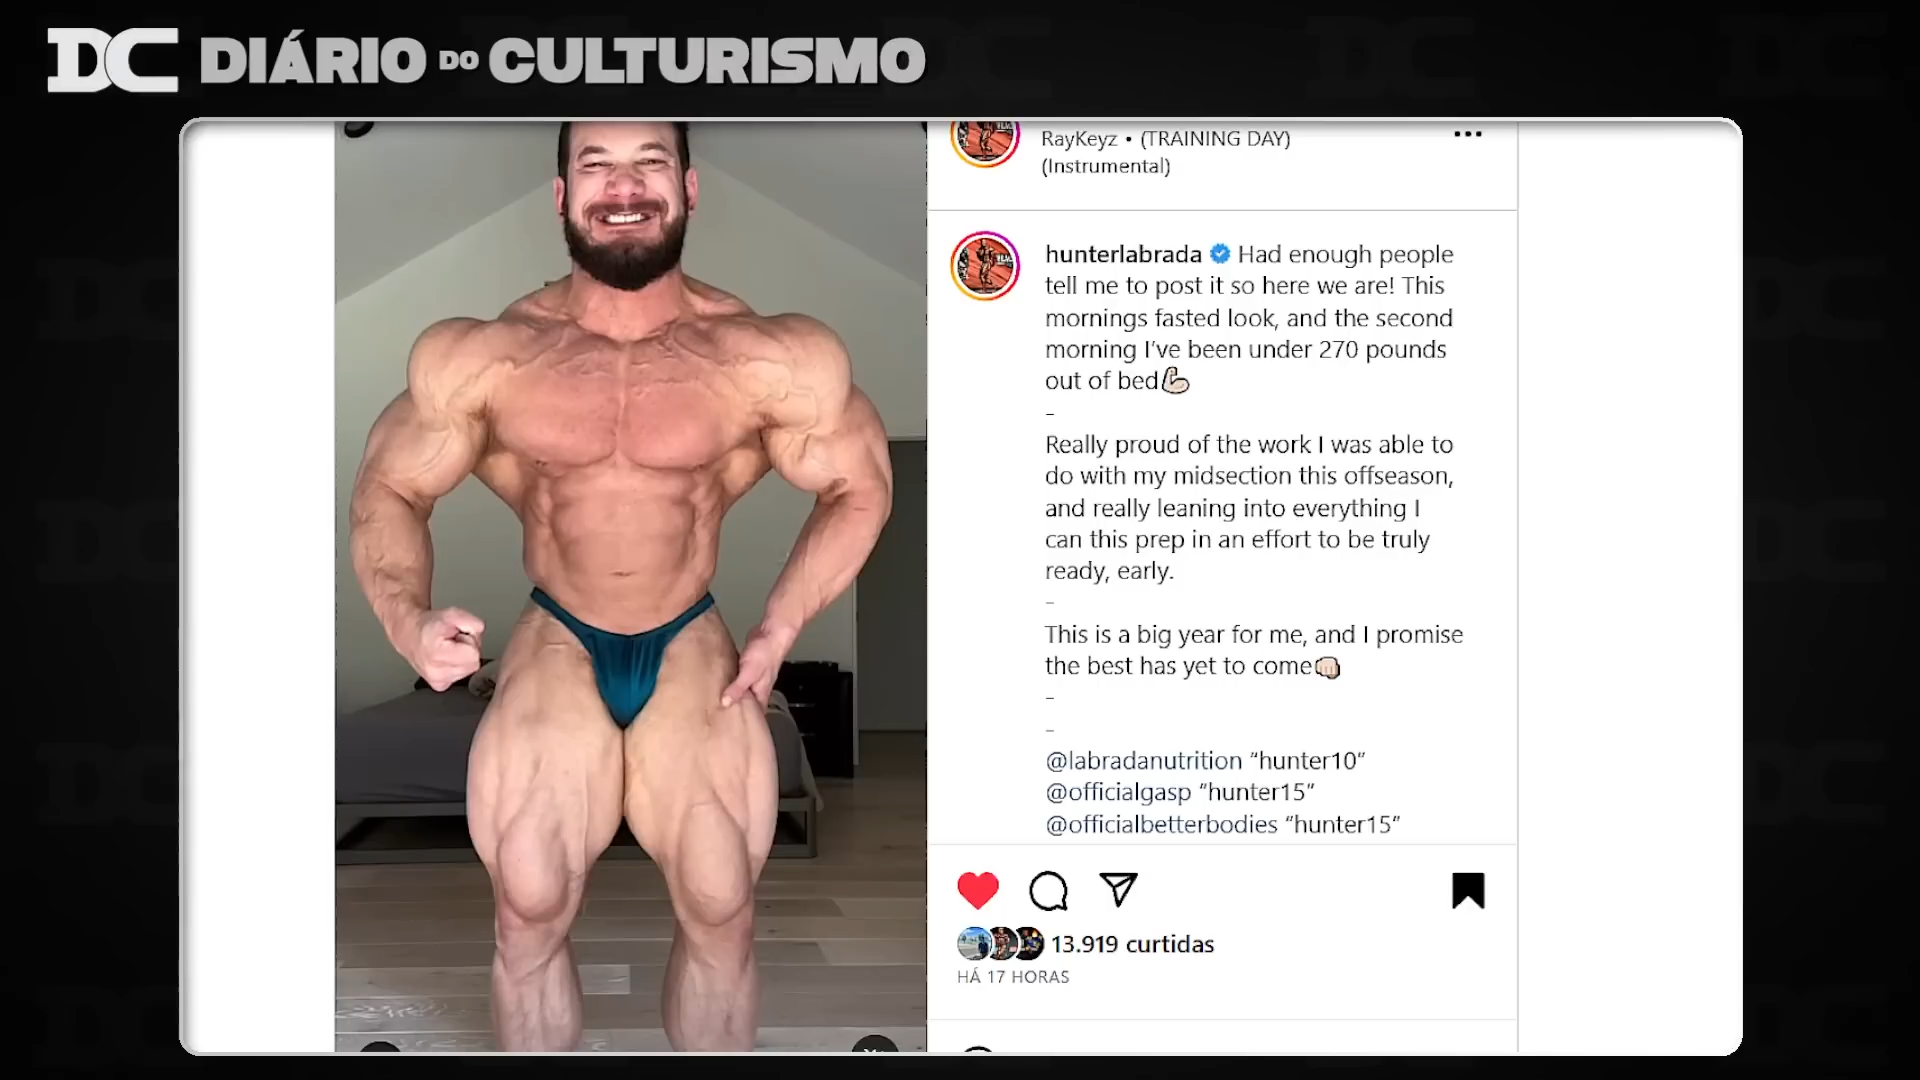 DC DIÁRIO DO CULTURISMO
RayKeyz • (TRAINING DAY)
(Instrumental)
hunterlabrada Had enough people
tell me to post it so here we are! This
mornings fasted look, and the second
morning I’ve been under 270 pounds
out of bed💪🏻
–
Really proud of the work I was able to
do with my midsection this offseason,
and really leaning into everything I
can this prep in an effort to be truly
ready, early.
–
This is a big year for me, and I promise
the best has yet to come👊🏻
–
–
@labradanutrition “hunter10”
@officialgasp “hunter15”
@officialbetterbodies “hunter15”
13.919 curtidas
HÁ 17 HORAS